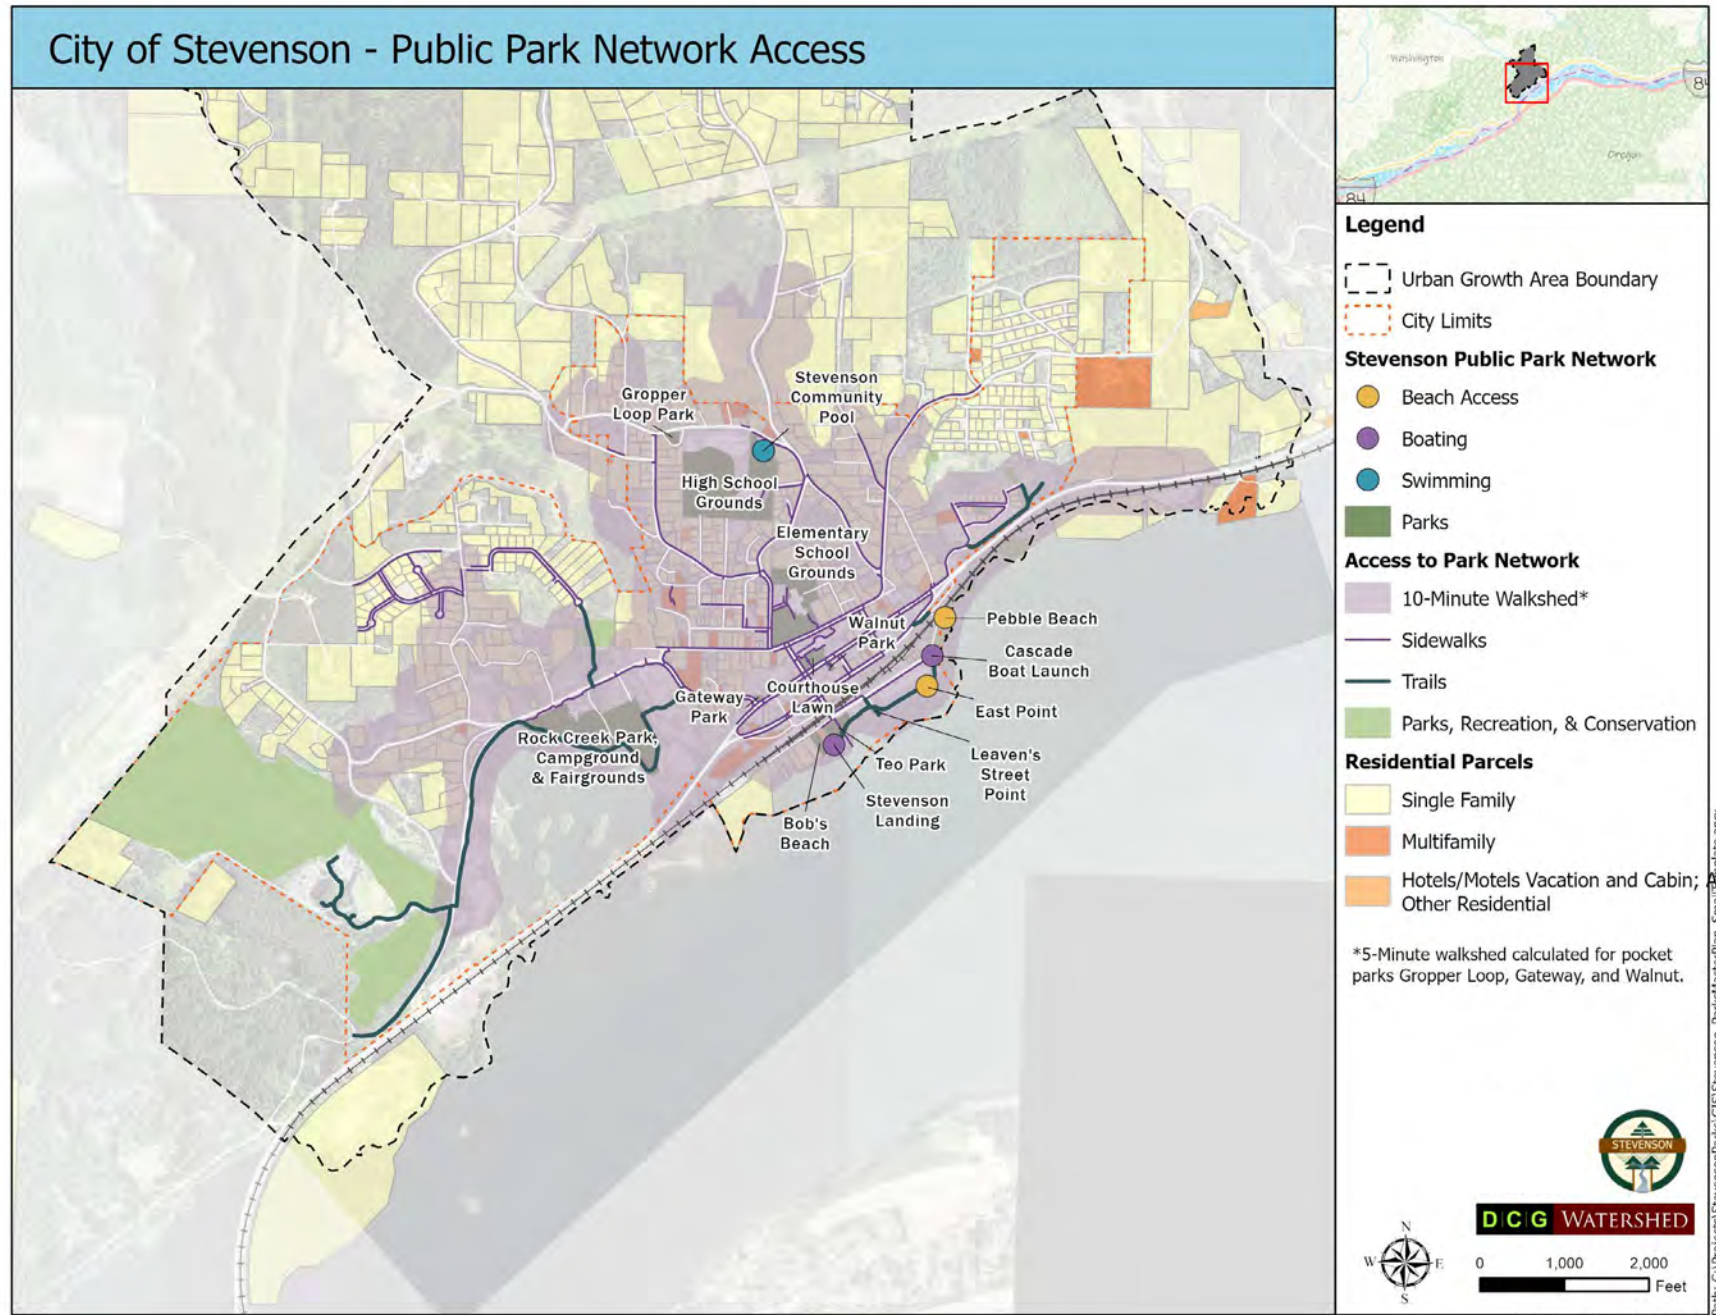 City of Stevenson - Public Park Network Access
Washington
84
Oregon
84
Legend
Urban Growth Area Boundary
City Limits
Stevenson Public Park Network
Beach Access
Boating
Swimming
Parks
Access to Park Network
10-Minute Walkshed*
Sidewalks
Trails
Parks, Recreation, & Conservation
Residential Parcels
Single Family
Multifamily
Hotels/Motels Vacation and Cabin; A
Other Residential
*5-Minute walkshed calculated for pocket
parks Gropper Loop, Gateway, and Walnut.
Gropper
Loop Park
Stevenson
Community
Pool
High School
Grounds
Elementary
School
Grounds
Walnut
Park
Pebble Beach
Cascade
Boat Launch
East Point
Courthouse
Lawn
Gateway
Park
Rock Creek Park,
Campground
& Fairgrounds
Teo Park
Leaven's
Street
Point
Stevenson
Landing
Bob's
Beach
STEVENSON
DCG WATERSHED
N
W
E
S
0
1,000
2,000
Feet